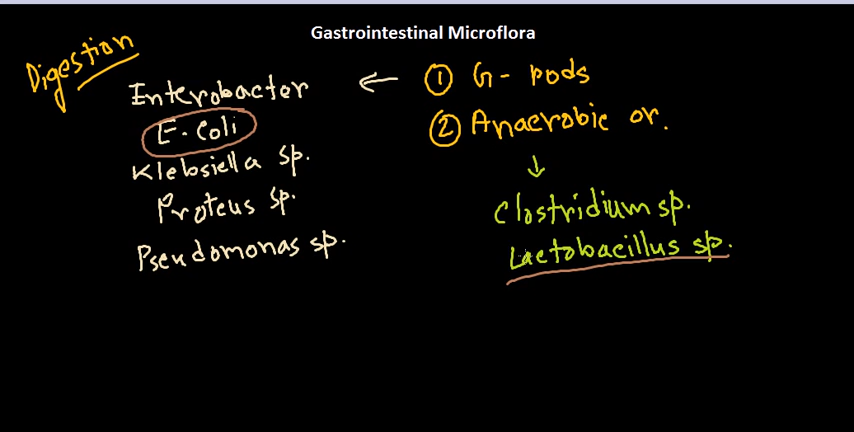 Gastrointestinal Microflora
Digestion
Enterobacter ← ① G- pods
E. Coli
② Anaerobic or.
↓
Klebsiella sp.
Proteus sp.
Clostridium sp.
Pseudomonas sp.
Lactobacillus sp.